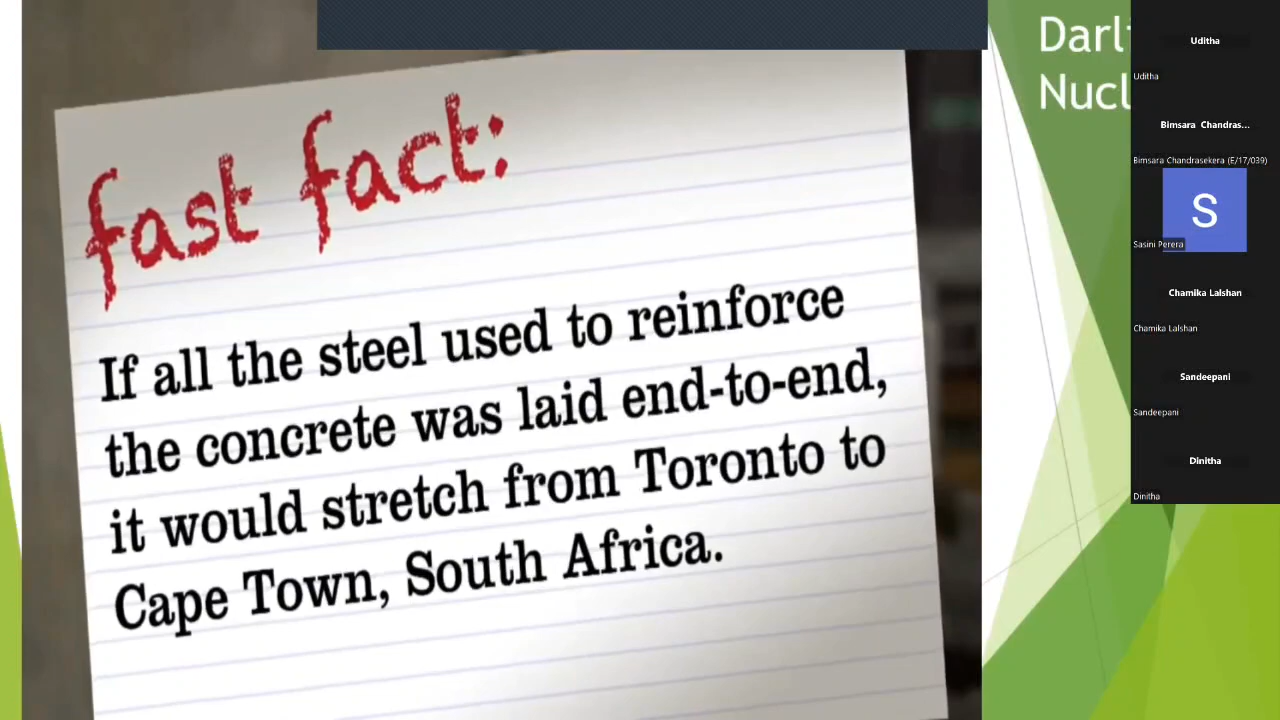 fast fact:
If all the steel used to reinforce
the concrete was laid end-to-end,
it would stretch from Toronto to
Cape Town, South Africa.
Uditha
Uditha
Bimsara Chandras...
Bimsara Chandrasekera (E/17/039)
S
Sasini Perera
Chamika Lalshan
Chamika Lalshan
Sandeepani
Sandeepani
Dinitha
Dinitha